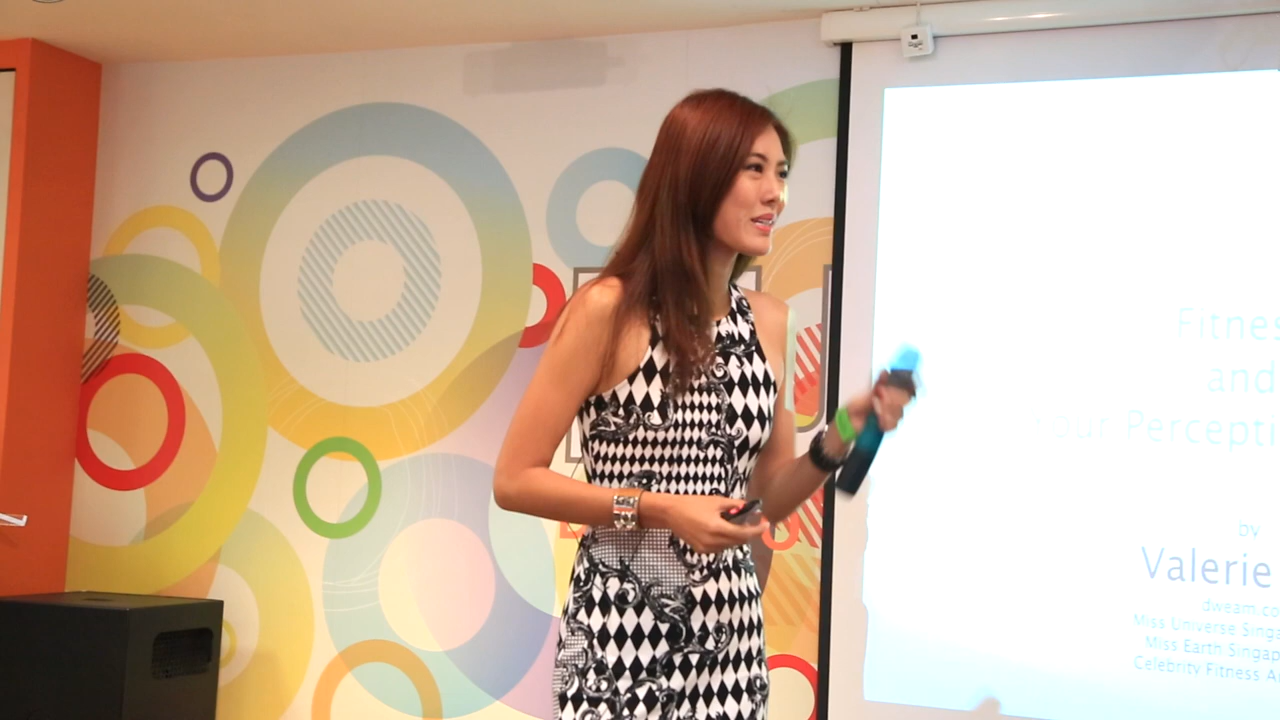 Fitnes
and
our Percepti
by
Valerie
dweam.co
Miss Universe Singa
Miss Earth Singap
Celebrity Fitness A